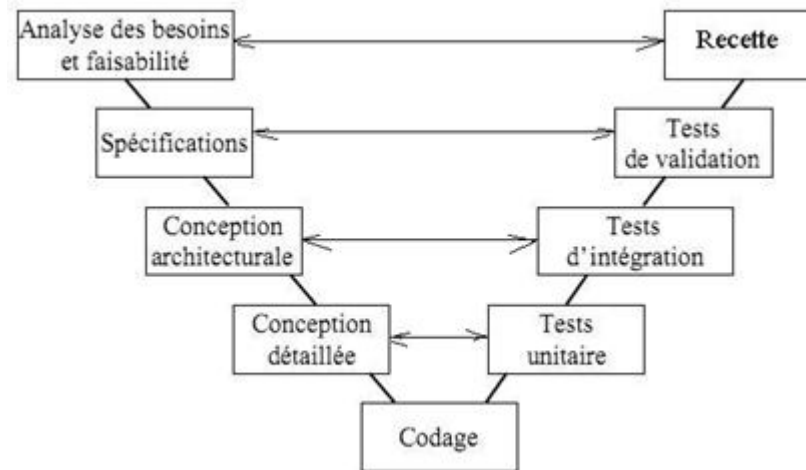 Analyse des besoins
et faisabilité
Recette
Spécifications
Tests
de validation
Conception
architecturale
Tests
d'intégration
Conception
détaillée
Tests
unitaire
Codage